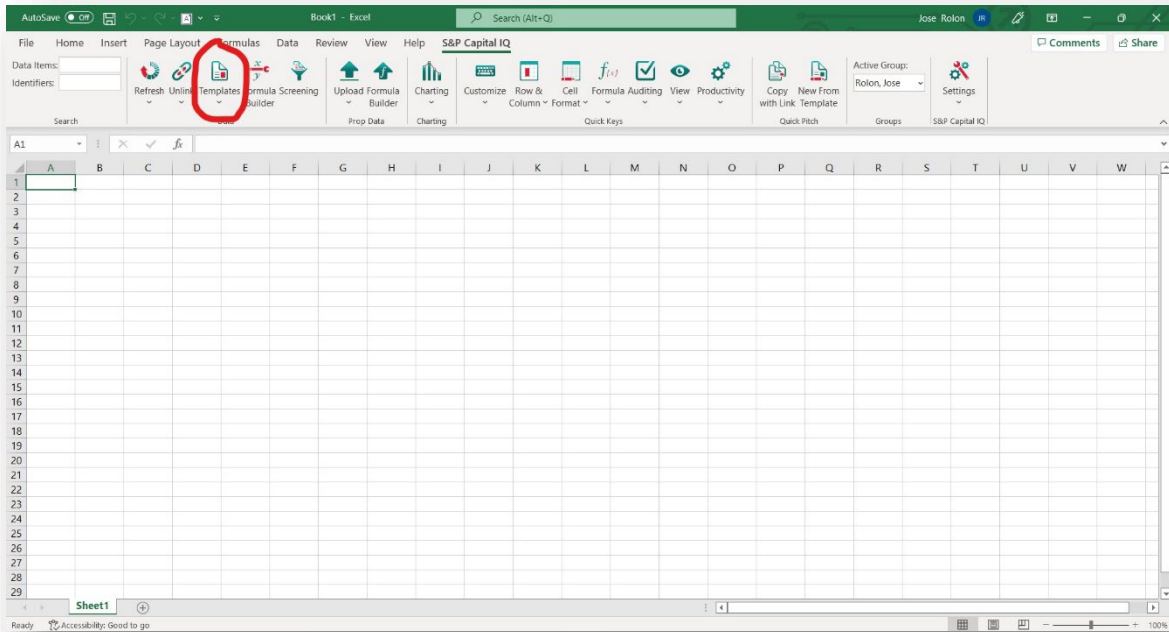 AutoSave Off Book1 - Excel Search (Alt+Q) Jose Rolon JR
File Home Insert Page Layout Formulas Data Review View Help S&P Capital IQ Comments Share
Data Items:
Identifiers:
Refresh Unlink Templates Formula Builder Screening
Upload Formula Builder
Charting
Customize Row & Column Cell Format Formula Auditing View Productivity
Copy with Link New From Template
Active Group:
Rolon, Jose
Settings
Search Data Prop Data Charting Quick Keys Quick Pitch Groups S&P Capital IQ
A1 fx
A B C D E F G H I J K L M N O P Q R S T U V W
1
2
3
4
5
6
7
8
9
10
11
12
13
14
15
16
17
18
19
20
21
22
23
24
25
26
27
28
29
Sheet1
Ready Accessibility: Good to go 100%